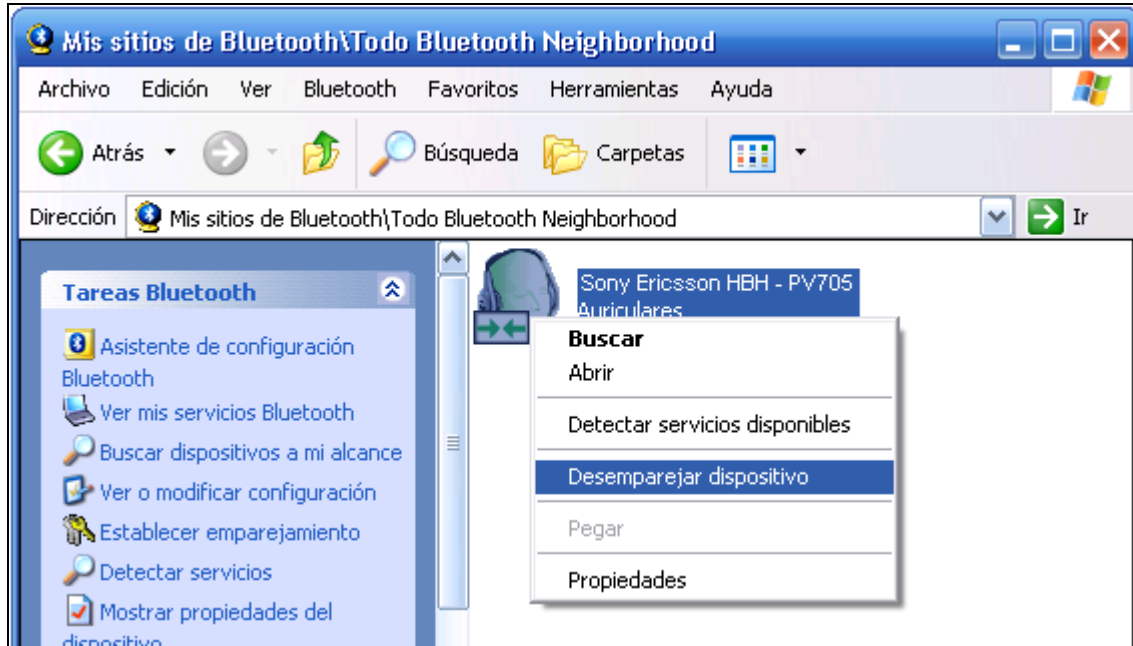 Mis sitios de Bluetooth\Todo Bluetooth Neighborhood
Archivo Edición Ver Bluetooth Favoritos Herramientas Ayuda
Atrás Búsqueda Carpetas
Dirección Mis sitios de Bluetooth\Todo Bluetooth Neighborhood Ir
Tareas Bluetooth
Asistente de configuración
Bluetooth
Ver mis servicios Bluetooth
Buscar dispositivos a mi alcance
Ver o modificar configuración
Establecer emparejamiento
Detectar servicios
Mostrar propiedades del
dispositivo
Sony Ericsson HBH - PV705
Auriculares
Buscar
Abrir
Detectar servicios disponibles
Desemparejar dispositivo
Pegar
Propiedades